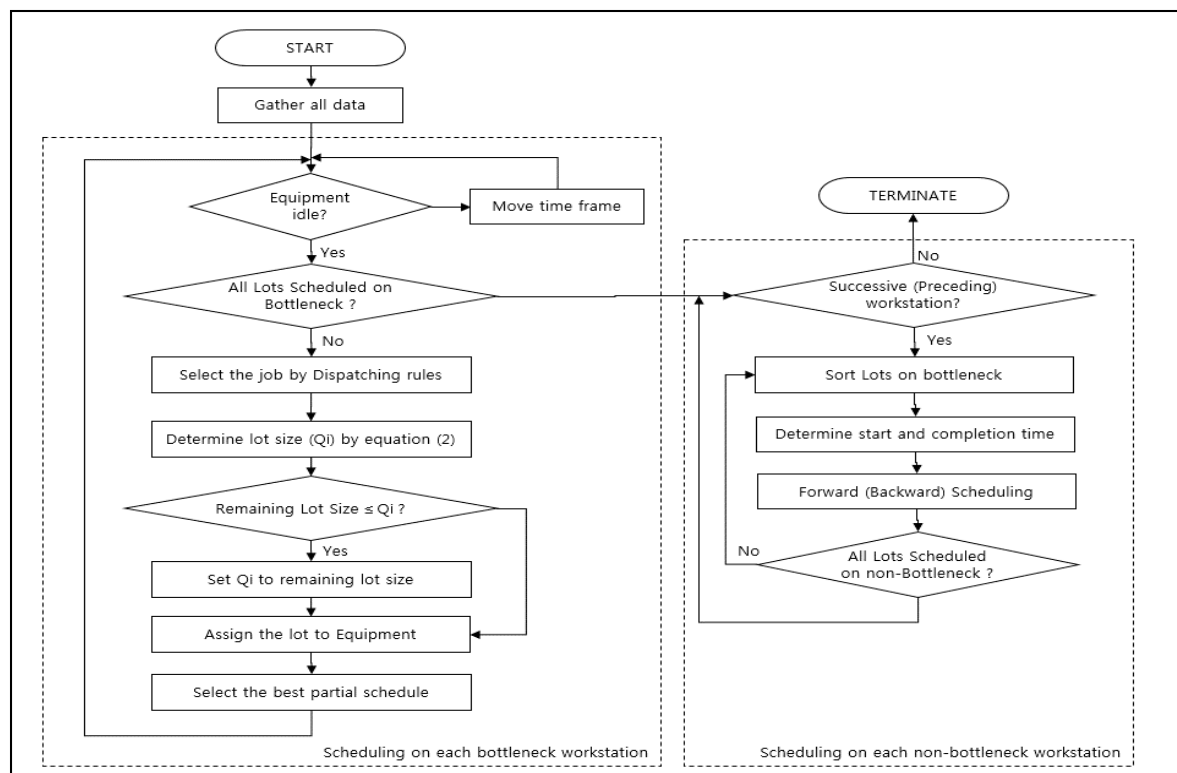 START
Gather all data
Equipment
idle?
Move time frame
Yes
All Lots Scheduled on
Bottleneck ?
No
Select the job by Dispatching rules
Determine lot size (Qi) by equation (2)
Remaining Lot Size ≤ Qi ?
Yes
Set Qi to remaining lot size
Assign the lot to Equipment
Select the best partial schedule
Scheduling on each bottleneck workstation
TERMINATE
No
Successive (Preceding)
workstation?
Yes
Sort Lots on bottleneck
Determine start and completion time
Forward (Backward) Scheduling
No
All Lots Scheduled
on non-Bottleneck ?
Scheduling on each non-bottleneck workstation